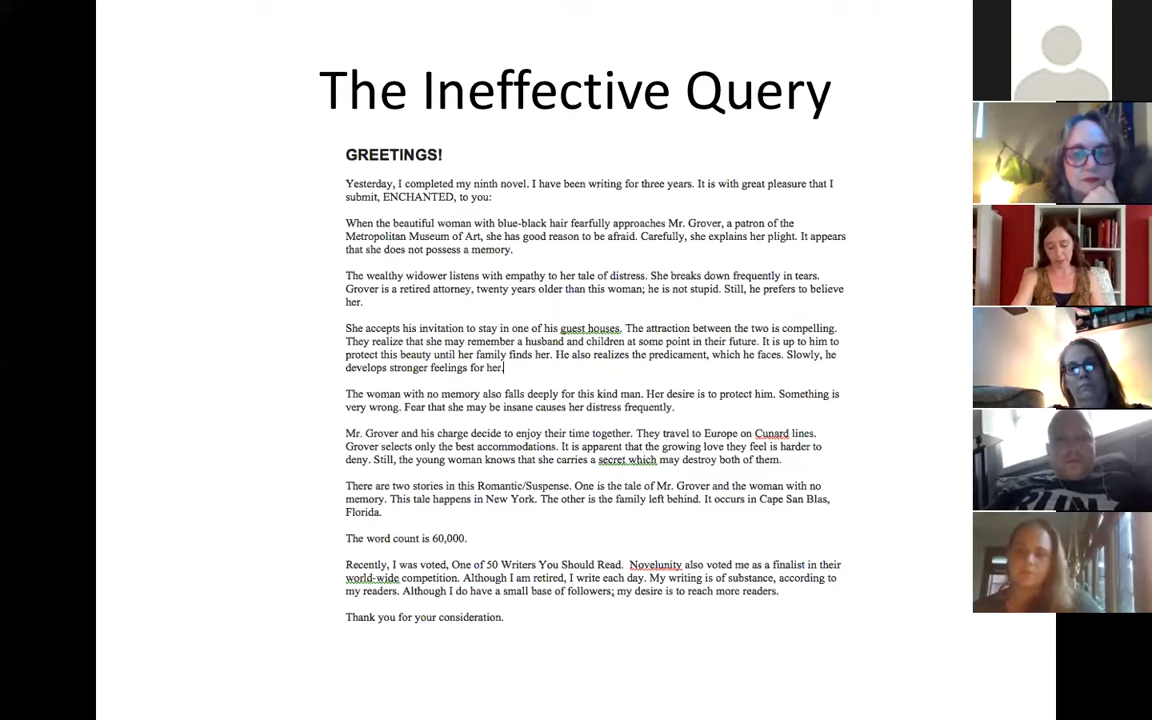 The Ineffective Query
GREETINGS!
Yesterday, I completed my ninth novel. I have been writing for three years. It is with great pleasure that I
submit, ENCHANTED, to you:
When the beautiful woman with blue-black hair fearfully approaches Mr. Grover, a patron of the
Metropolitan Museum of Art, she has good reason to be afraid. Carefully, she explains her plight. It appears
that she does not possess a memory.
The wealthy widower listens with empathy to her tale of distress. She breaks down frequently in tears.
Grover is a retired attorney, twenty years older than this woman; he is not stupid. Still, he prefers to believe
her.
She accepts his invitation to stay in one of his guest houses. The attraction between the two is compelling.
They realize that she may remember a husband and children at some point in their future. It is up to him to
protect this beauty until her family finds her. He also realizes the predicament, which he faces. Slowly, he
develops stronger feelings for her.
The woman with no memory also falls deeply for this kind man. Her desire is to protect him. Something is
very wrong. Fear that she may be insane causes her distress frequently.
Mr. Grover and his charge decide to enjoy their time together. They travel to Europe on Cunard lines.
Grover selects only the best accommodations. It is apparent that the growing love they feel is harder to
deny. Still, the young woman knows that she carries a secret which may destroy both of them.
There are two stories in this Romantic/Suspense. One is the tale of Mr. Grover and the woman with no
memory. This tale happens in New York. The other is the family left behind. It occurs in Cape San Blas,
Florida.
The word count is 60,000.
Recently, I was voted, One of 50 Writers You Should Read. Novelunity also voted me as a finalist in their
world-wide competition. Although I am retired, I write each day. My writing is of substance, according to
my readers. Although I do have a small base of followers; my desire is to reach more readers.
Thank you for your consideration.